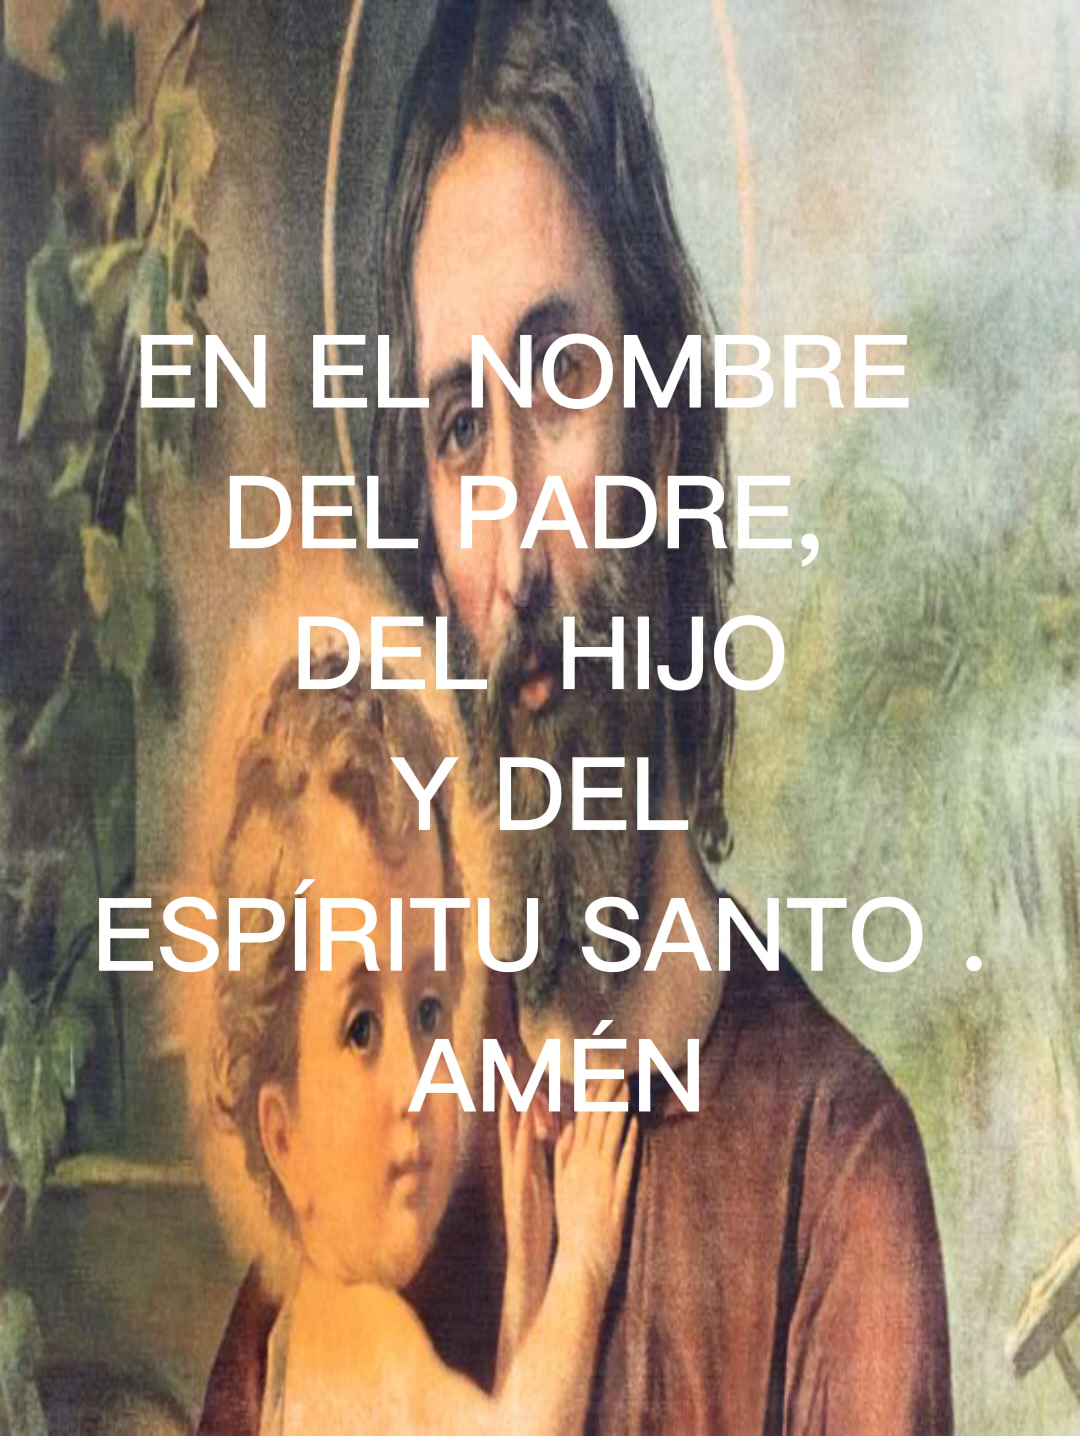 EN EL NOMBRE
DEL PADRE,
DEL HIJO
Y DEL
ESPÍRITU SANTO .
AMÉN